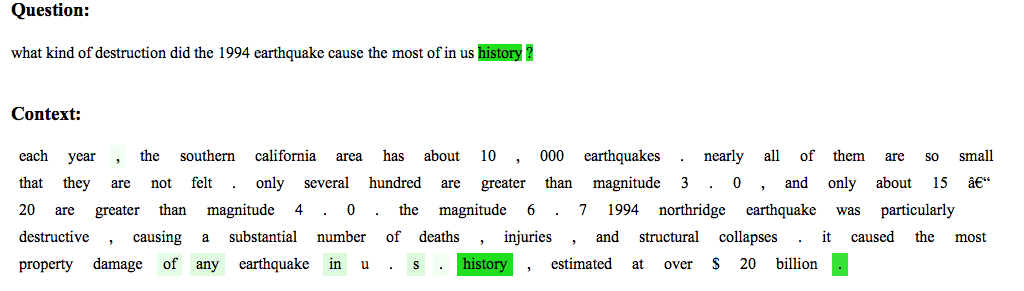 Question:
what kind of destruction did the 1994 earthquake cause the most of in us history ?
Context:
each year , the southern california area has about 10 , 000 earthquakes . nearly all of them are so small
that they are not felt . only several hundred are greater than magnitude 3 . 0 , and only about 15 â€“
20 are greater than magnitude 4 . 0 . the magnitude 6 . 7 1994 northridge earthquake was particularly
destructive , causing a substantial number of deaths , injuries , and structural collapses . it caused the most
property damage of any earthquake in u . s . history , estimated at over $ 20 billion .